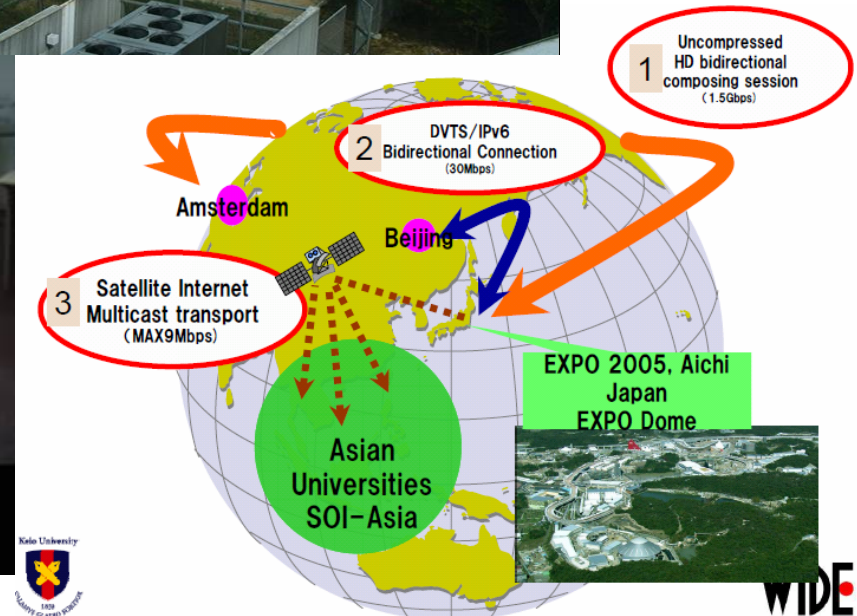 1
Uncompressed
HD bidirectional
composing session
(1.5Gbps)
2
DVTS/IPv6
Bidirectional Connection
(30Mbps)
Amsterdam
Beijing
3
Satellite Internet
Multicast transport
(MAX9Mbps)
EXPO 2005, Aichi
Japan
EXPO Dome
Asian
Universities
SOI-Asia
Keio University
1858
WIDE